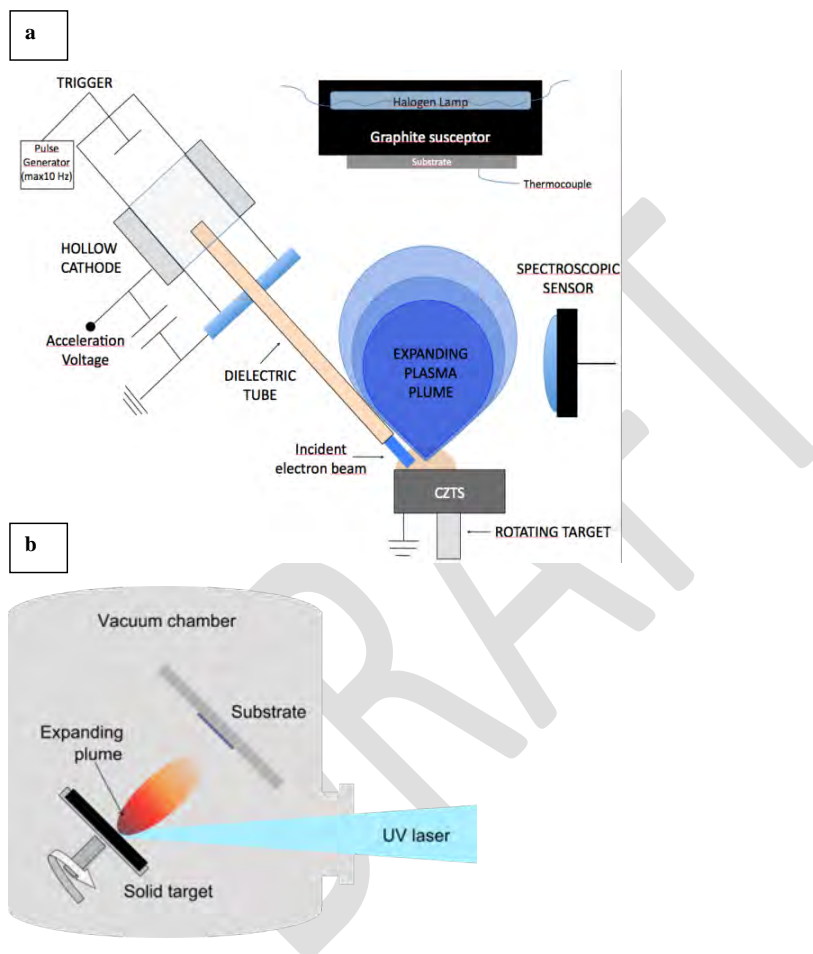 a
TRIGGER
Pulse
Generator
(max10 Hz)
Halogen Lamp
Graphite susceptor
Substrate
Thermocouple
HOLLOW
CATHODE
SPECTROSCOPIC
SENSOR
Acceleration
Voltage
DIELECTRIC
TUBE
EXPANDING
PLASMA
PLUME
Incident
electron beam
CZTS
ROTATING TARGET
b
Vacuum chamber
Substrate
Expanding
plume
UV laser
Solid target
DRAFT